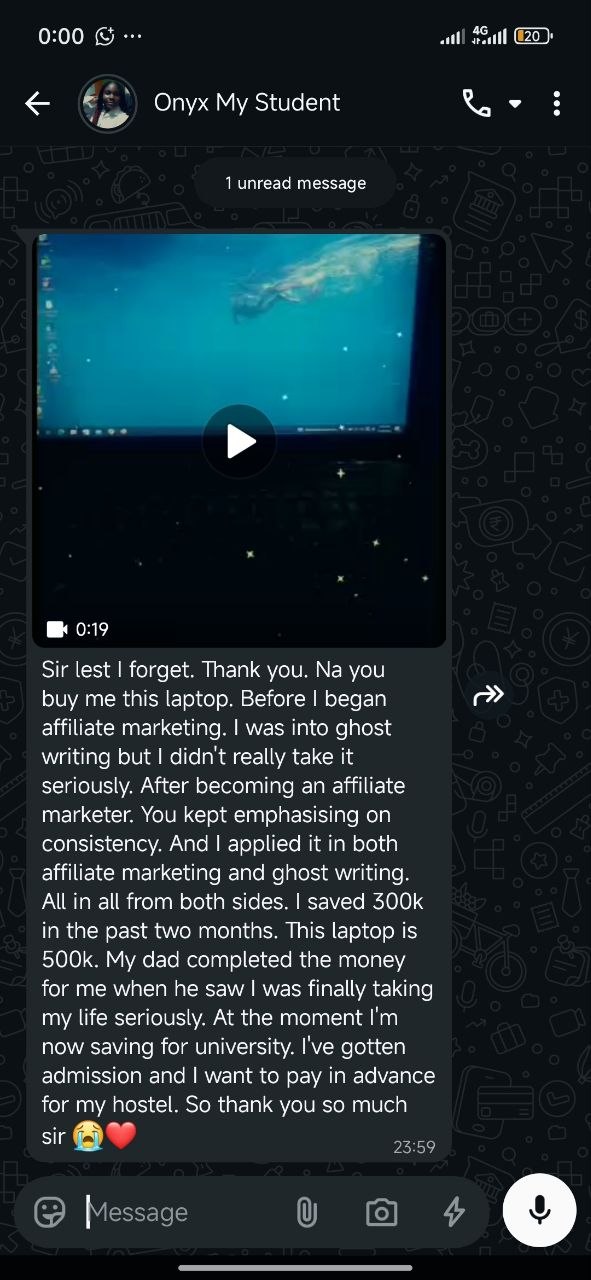 0:00
4G
20
Onyx My Student
1 unread message
0:19
Sir lest I forget. Thank you. Na you
buy me this laptop. Before I began
affiliate marketing. I was into ghost
writing but I didn't really take it
seriously. After becoming an affiliate
marketer. You kept emphasising on
consistency. And I applied it in both
affiliate marketing and ghost writing.
All in all from both sides. I saved 300k
in the past two months. This laptop is
500k. My dad completed the money
for me when he saw I was finally taking
my life seriously. At the moment I'm
now saving for university. I've gotten
admission and I want to pay in advance
for my hostel. So thank you so much
sir 😭❤️
23:59
Message